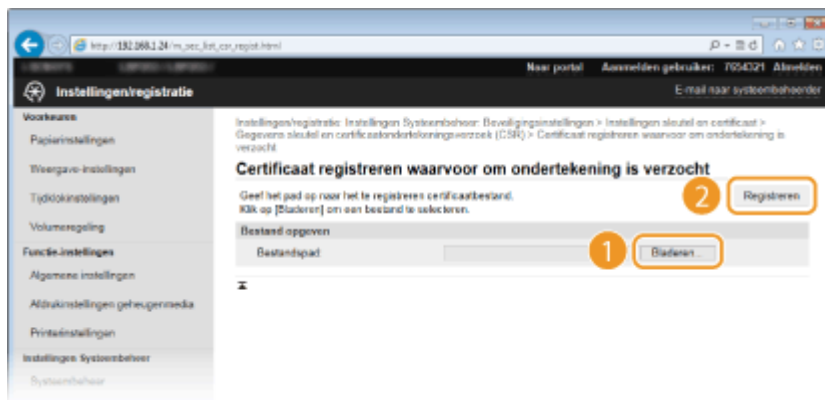 http://192.168.1.24/m_sec_list_csr_regist.html
Naar portal Aanmelden gebruiker: 7654321 Afmelden
Instellingen/registratie
E-mail naar systeembeheerder
Voorkeuren
Papierinstellingen
Weergave-instellingen
Tijdklokinstellingen
Volumeregeling
Functie-instellingen
Algemene instellingen
Afdrukinstellingen geheugenmedia
Printerinstellingen
Instellingen Systeembeheer
Systeembeheer
Instellingen/registratie: Instellingen Systeembeheer: Beveiligingsinstellingen > Instellingen sleutel en certificaat >
Gegevens sleutel en certificaatondertekeningsverzoek (CSR) > Certificaat registreren waarvoor om ondertekening is
verzocht
Certificaat registreren waarvoor om ondertekening is verzocht
Geef het pad op naar het te registreren certificaatbestand.
Klik op [Bladeren] om een bestand te selecteren.
2 Registreren
Bestand opgeven
Bestandspad:
1 Bladeren...